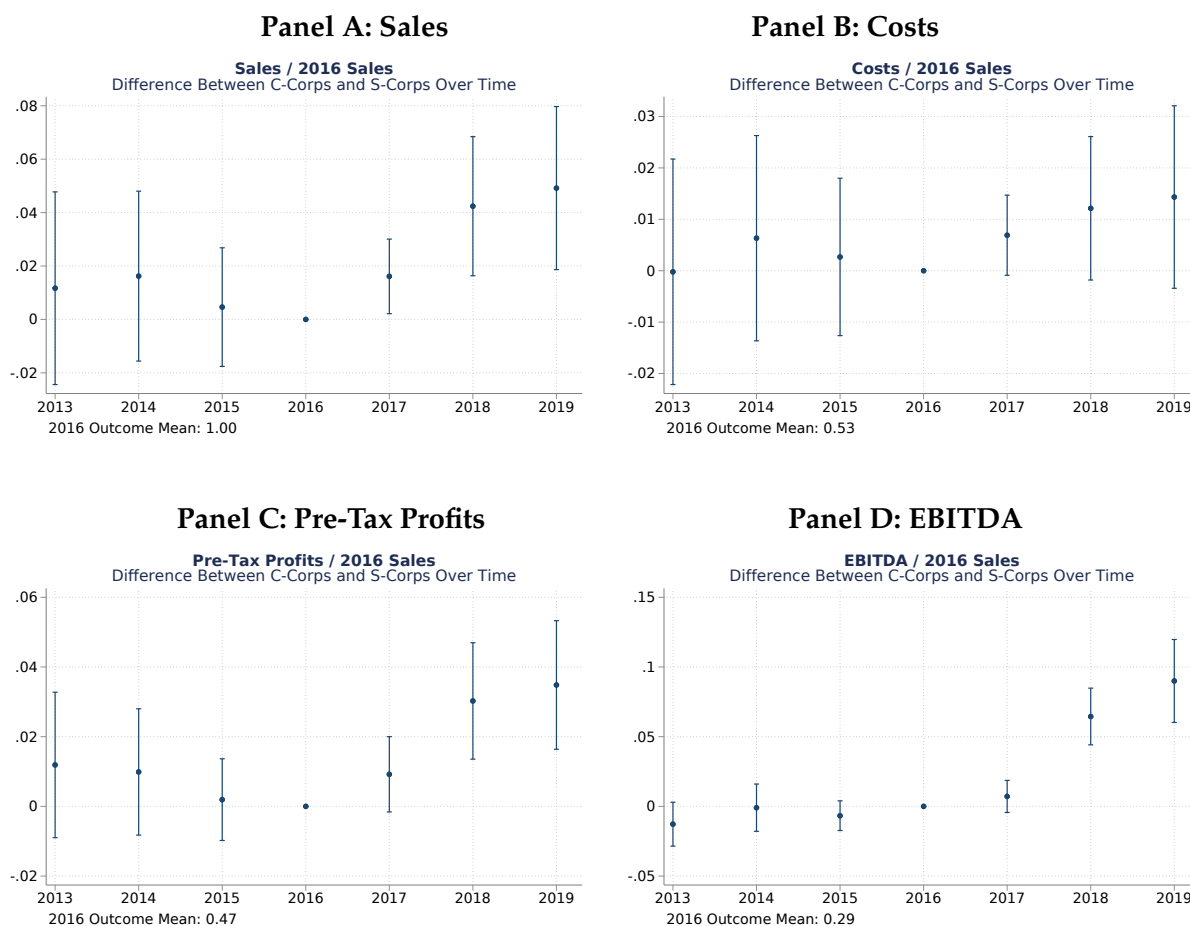 Panel A: Sales
Sales / 2016 Sales
Difference Between C-Corps and S-Corps Over Time
.08
.06
.04
.02
0
-.02
2013 2014 2015 2016 2017 2018 2019
2016 Outcome Mean: 1.00
Panel B: Costs
Costs / 2016 Sales
Difference Between C-Corps and S-Corps Over Time
.03
.02
.01
0
-.01
-.02
2013 2014 2015 2016 2017 2018 2019
2016 Outcome Mean: 0.53
Panel C: Pre-Tax Profits
Pre-Tax Profits / 2016 Sales
Difference Between C-Corps and S-Corps Over Time
.06
.04
.02
0
-.02
2013 2014 2015 2016 2017 2018 2019
2016 Outcome Mean: 0.47
Panel D: EBITDA
EBITDA / 2016 Sales
Difference Between C-Corps and S-Corps Over Time
.15
.1
.05
0
-.05
2013 2014 2015 2016 2017 2018 2019
2016 Outcome Mean: 0.29